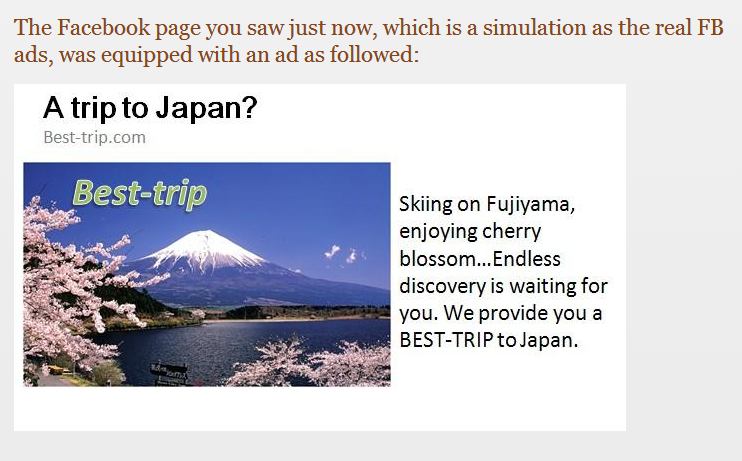 The Facebook page you saw just now, which is a simulation as the real FB
ads, was equipped with an ad as followed:
A trip to Japan?
Best-trip.com
Best-trip
Skiing on Fujiyama,
enjoying cherry
blossom...Endless
discovery is waiting for
you. We provide you a
BEST-TRIP to Japan.